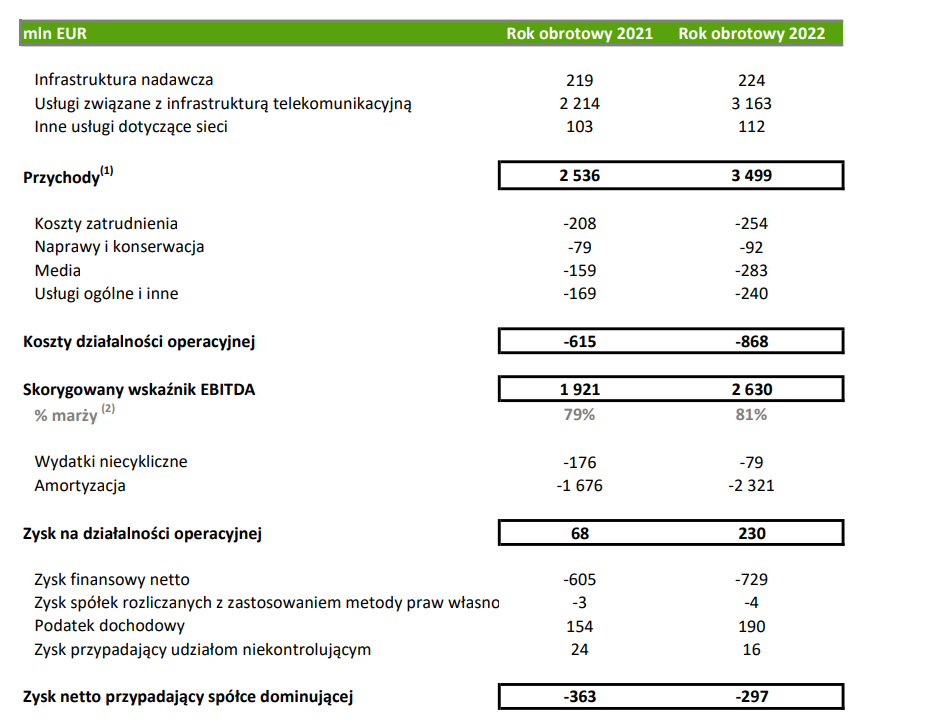 mln EUR Rok obrotowy 2021 Rok obrotowy 2022
Infrastruktura nadawcza 219 224
Usługi związane z infrastrukturą telekomunikacyjną 2 214 3 163
Inne usługi dotyczące sieci 103 112
Przychody(1) 2 536 3 499
Koszty zatrudnienia -208 -254
Naprawy i konserwacja -79 -92
Media -159 -283
Usługi ogólne i inne -169 -240
Koszty działalności operacyjnej -615 -868
Skorygowany wskaźnik EBITDA 1 921 2 630
% marży (2) 79% 81%
Wydatki niecykliczne -176 -79
Amortyzacja -1 676 -2 321
Zysk na działalności operacyjnej 68 230
Zysk finansowy netto -605 -729
Zysk spółek rozliczanych z zastosowaniem metody praw własno -3 -4
Podatek dochodowy 154 190
Zysk przypadający udziałom niekontrolującym 24 16
Zysk netto przypadający spółce dominującej -363 -297